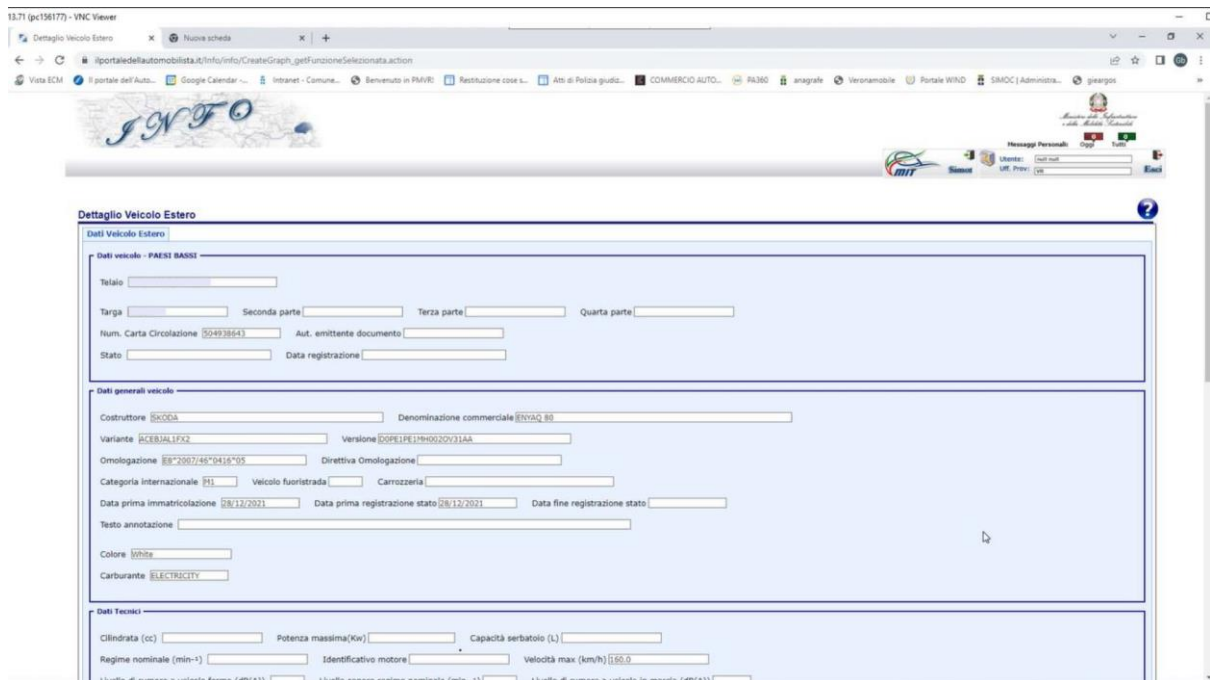 13.71 (pc156177) - VNC Viewer
Dettaglio Veicolo Estero
Nuova scheda
ilportaledellautomobilista.it/Info/info/CreateGraph_getFunzioneSelezionata.action
Vista ECM Il portale dell'Auto... Google Calendar -... Intranet - Comune... Benvenuto in PMVR! Restituzione cose s... Atti di Polizia giudiz... COMMERCIO AUTO... PA360 anagrafe Veronamobile Portale WIND SIMOC | Administra... gieargos
INFO
Messaggi Personali: Oggi Tutti
MIT Simot Utente: null null Esci
Uff. Prov: VR
Dettaglio Veicolo Estero
Dati Veicolo Estero
Dati veicolo - PAESI BASSI
Telaio
Targa Seconda parte Terza parte Quarta parte
Num. Carta Circolazione 504938643 Aut. emittente documento
Stato Data registrazione
Dati generali veicolo
Costruttore SKODA Denominazione commerciale ENYAQ 80
Variante ACEBJAL1FX2 Versione D0PE1PE1MH002OV31AA
Omologazione E8*2007/46*0416*05 Direttiva Omologazione
Categoria internazionale M1 Veicolo fuoristrada Carrozzeria
Data prima immatricolazione 28/12/2021 Data prima registrazione stato 28/12/2021 Data fine registrazione stato
Testo annotazione
Colore White
Carburante ELECTRICITY
Dati Tecnici
Cilindrata (cc) Potenza massima(Kw) Capacità serbatoio (L)
Regime nominale (min-1) Identificativo motore Velocità max (km/h) 160.0